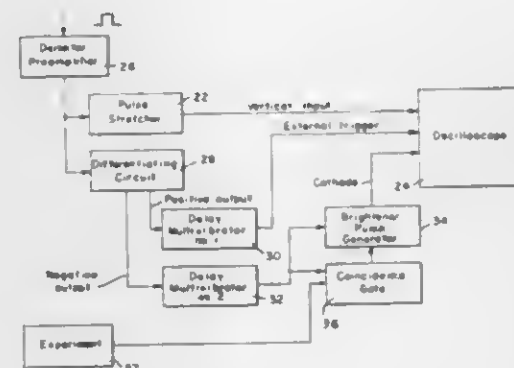 Detector
Preamplifier
26
Pulse
Stretcher
22
Vertical input
External trigger
Oscilloscope
24
Differentiating
Circuit
28
Cathode
Positive output
Delay
Multivibrator
no 1
30
Brightener
Generator
34
Negative
output
Delay
Multivibrator
no 2
32
Coincidence
Gate
36
Experiment